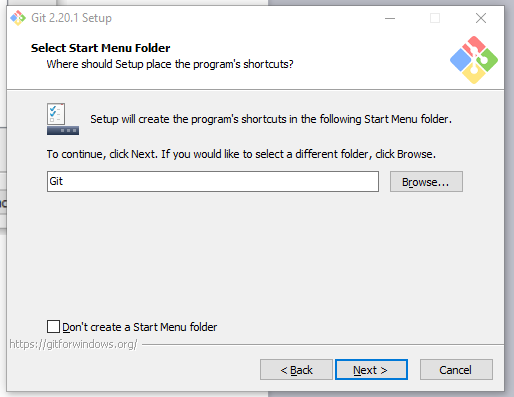 Git 2.20.1 Setup
Select Start Menu Folder
Where should Setup place the program's shortcuts?
Setup will create the program's shortcuts in the following Start Menu folder.
To continue, click Next. If you would like to select a different folder, click Browse.
Git
Browse...
Don't create a Start Menu folder
https://gitforwindows.org/
< Back
Next >
Cancel